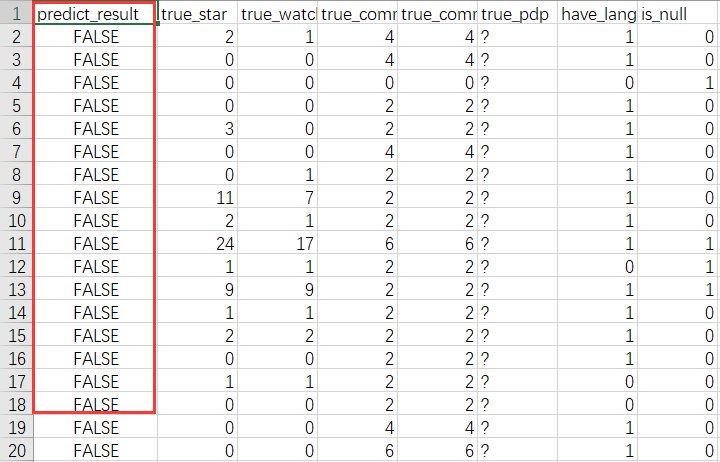 1 predict_result true_star true_watch true_comm true_comm true_pdp have_lang is_null
2 FALSE 2 1 4 4 ? 1 0
3 FALSE 0 0 4 4 ? 1 0
4 FALSE 0 0 0 0 ? 0 1
5 FALSE 0 0 2 2 ? 1 0
6 FALSE 3 0 2 2 ? 1 0
7 FALSE 0 0 4 4 ? 1 0
8 FALSE 0 1 2 2 ? 1 0
9 FALSE 11 7 2 2 ? 1 0
10 FALSE 2 1 2 2 ? 1 0
11 FALSE 24 17 6 6 ? 1 1
12 FALSE 1 1 2 2 ? 0 1
13 FALSE 9 9 2 2 ? 1 1
14 FALSE 1 1 2 2 ? 1 0
15 FALSE 2 2 2 2 ? 1 0
16 FALSE 0 0 2 2 ? 1 0
17 FALSE 1 1 2 2 ? 0 0
18 FALSE 0 0 2 2 ? 0 0
19 FALSE 0 0 4 4 ? 1 0
20 FALSE 0 0 6 6 ? 1 0